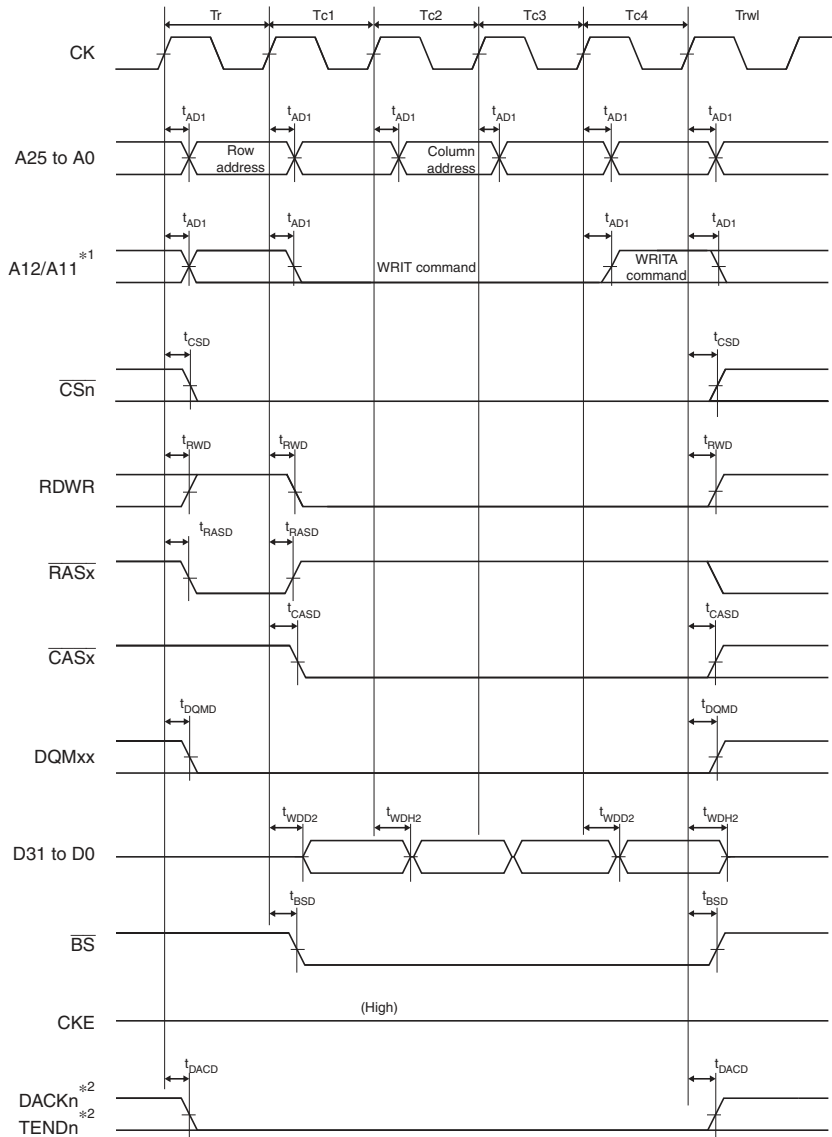 Tr Tc1 Tc2 Tc3 Tc4 Trwl
CK
tAD1 tAD1 tAD1 tAD1 tAD1 tAD1
A25 to A0
Row address
Column address
tAD1 tAD1 tAD1 tAD1
A12/A11*1
WRIT command
WRITA command
tCSD tCSD
CSn
tRWD tRWD tRWD
RDWR
tRASD tRASD
RASx
tCASD tCASD
CASx
tDQMD tDQMD
DQMxx
tWDD2 tWDH2 tWDD2 tWDH2
D31 to D0
tBSD tBSD
BS
(High)
CKE
tDACD tDACD
DACKn*2
TENDn*2